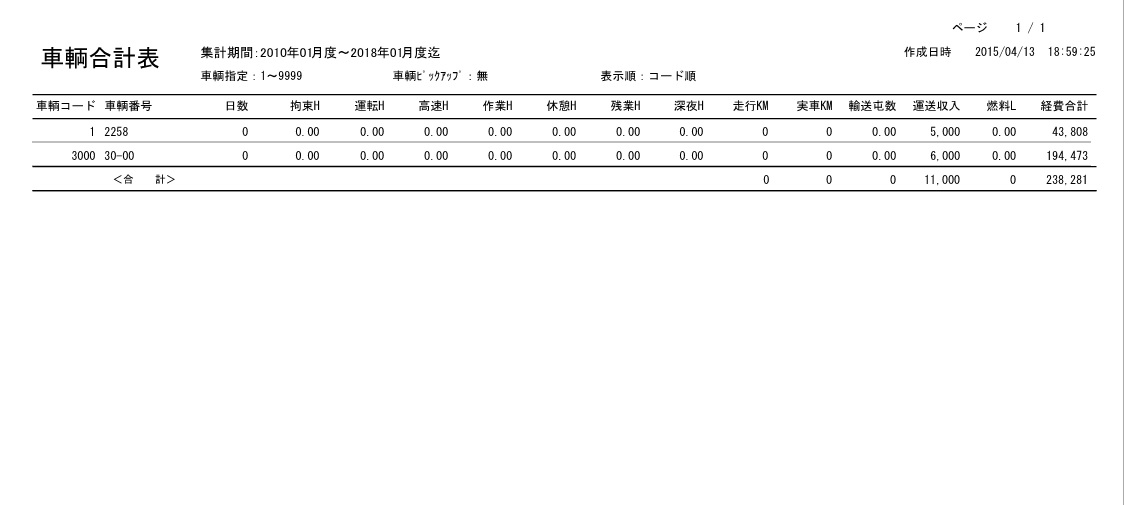 ページ 1 / 1
車輌合計表 集計期間:2010年01月度～2018年01月度迄 作成日時 2015/04/13 18:59:25
車輌指定：1～9999 車輌ﾋﾟｯｸｱｯﾌﾟ：無 表示順：コード順
車輌コード 車輌番号 日数 拘束H 運転H 高速H 作業H 休憩H 残業H 深夜H 走行KM 実車KM 輸送屯数 運送収入 燃料L 経費合計
1 2258 0 0.00 0.00 0.00 0.00 0.00 0.00 0.00 0 0 0.00 5,000 0.00 43,808
3000 30-00 0 0.00 0.00 0.00 0.00 0.00 0.00 0.00 0 0 0.00 6,000 0.00 194,473
＜合　計＞ 0 0 0 11,000 0 238,281